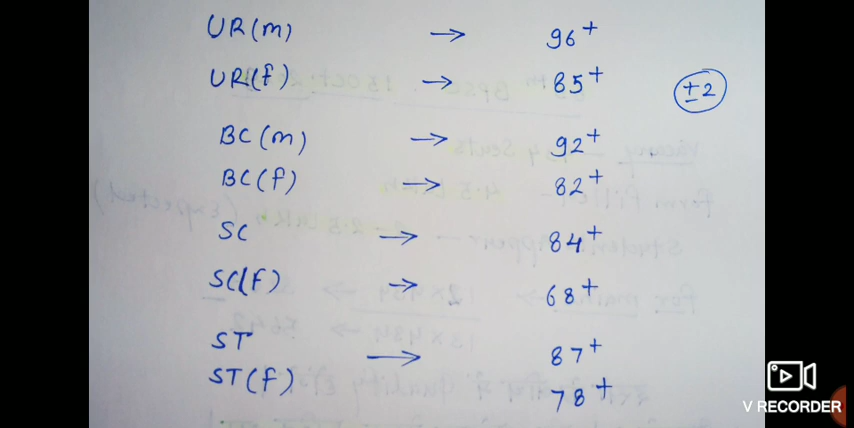 UR(m) → 96+
UR(f) → 85+
±2
BC(m) → 92+
BC(f) → 82+
SC → 84+
SC(f) → 68+
ST → 87+
ST(f) 78+
V RECORDER